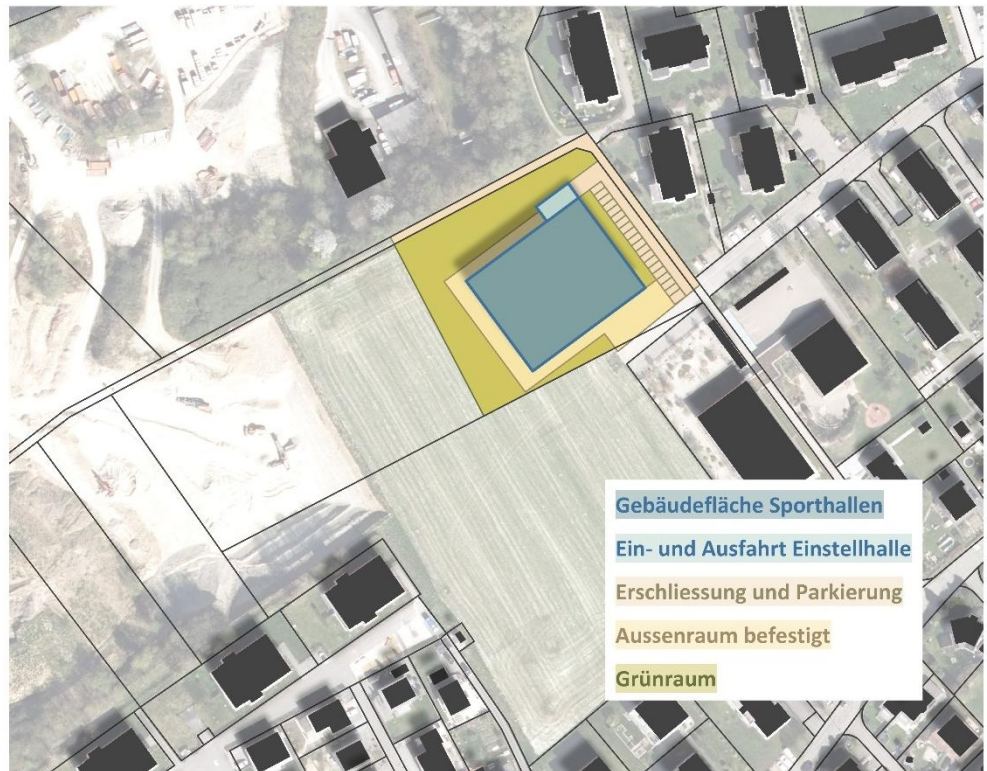 Gebäudefläche Sporthallen
Ein- und Ausfahrt Einstellhalle
Erschliessung und Parkierung
Aussenraum befestigt
Grünraum